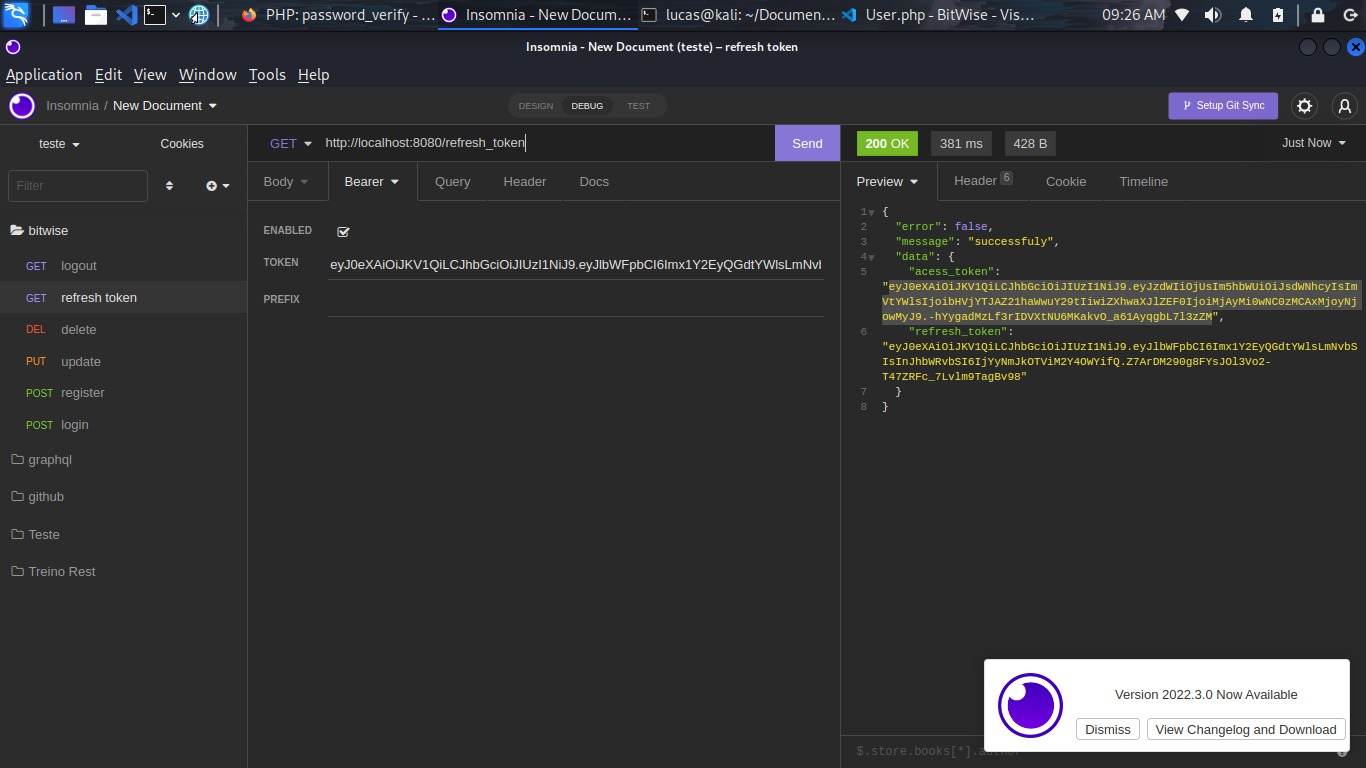 PHP: password_verify - ...
Insomnia - New Docum...
lucas@kali: ~/Documen...
User.php - BitWise - Vis...
09:26 AM
Insomnia - New Document (teste) – refresh token
Application Edit View Window Tools Help
Insomnia / New Document
DESIGN DEBUG TEST
Setup Git Sync
teste Cookies
GET http://localhost:8080/refresh_token Send
200 OK 381 ms 428 B Just Now
Filter
Body Bearer Query Header Docs
Preview Header 6 Cookie Timeline
bitwise
GET logout
GET refresh token
DEL delete
PUT update
POST register
POST login
graphql
github
Teste
Treino Rest
ENABLED
TOKEN eyJ0eXAiOiJKV1QiLCJhbGciOiJIUzI1NiJ9.eyJlbWFpbCI6Imx1Y2EyQGdtYWlsLmNvl
PREFIX
1 {
2 "error": false,
3 "message": "successfuly",
4 "data": {
5 "acess_token":
"eyJ0eXAiOiJKV1QiLCJhbGciOiJIUzI1NiJ9.eyJzdWIiOjUsIm5hbWUiOiJsdWNhcyIsIm
VtYWlsIjoibHVjYTJAZ21haWwuY29tIiwiZXhwaXJlZEF0IjoiMjAyMi0wNC0zMCAxMjoyNj
owMyJ9.-hYygadMzLf3rIDVXtNU6MKakvO_a61AyqgbL7l3zZM",
6 "refresh_token":
"eyJ0eXAiOiJKV1QiLCJhbGciOiJIUzI1NiJ9.eyJlbWFpbCI6Imx1Y2EyQGdtYWlsLmNvbS
IsInJhbWRvbSI6IjYyNmJkOTViM2Y4OWYifQ.Z7ArDM290g8FYsJOl3Vo2-
T47ZRFc_7Lvlm9TagBv98"
7 }
8 }
Version 2022.3.0 Now Available
Dismiss View Changelog and Download
$.store.books[*].author